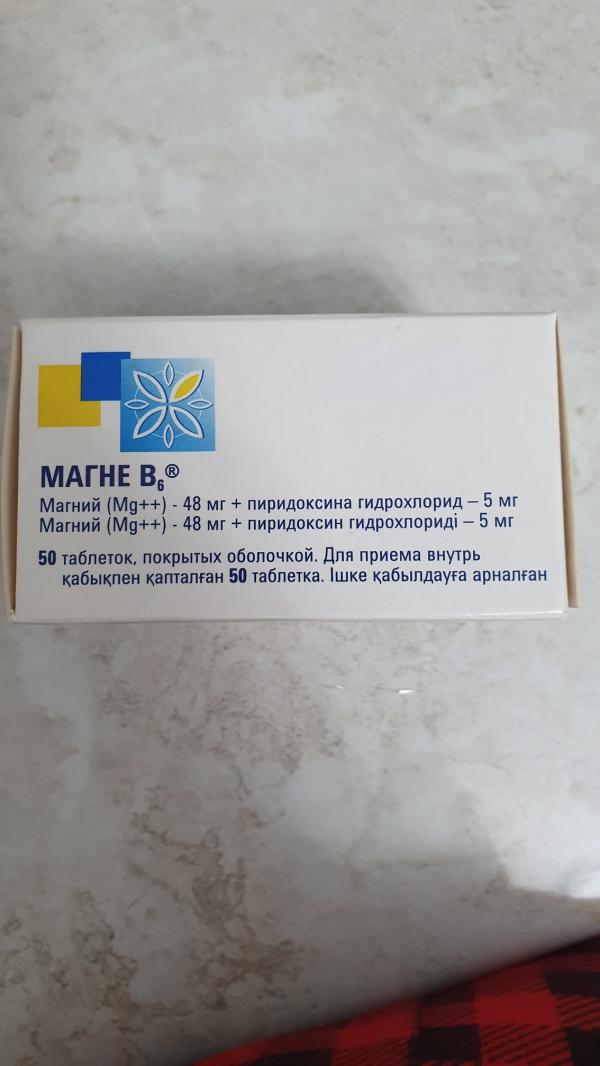 МАГНЕ B6®
Магний (Mg++) - 48 мг + пиридоксина гидрохлорид – 5 мг
Магний (Mg++) - 48 мг + пиридоксин гидрохлориді – 5 мг
50 таблеток, покрытых оболочкой. Для приема внутрь
қабықпен қапталған 50 таблетка. Ішке қабылдауға арналған